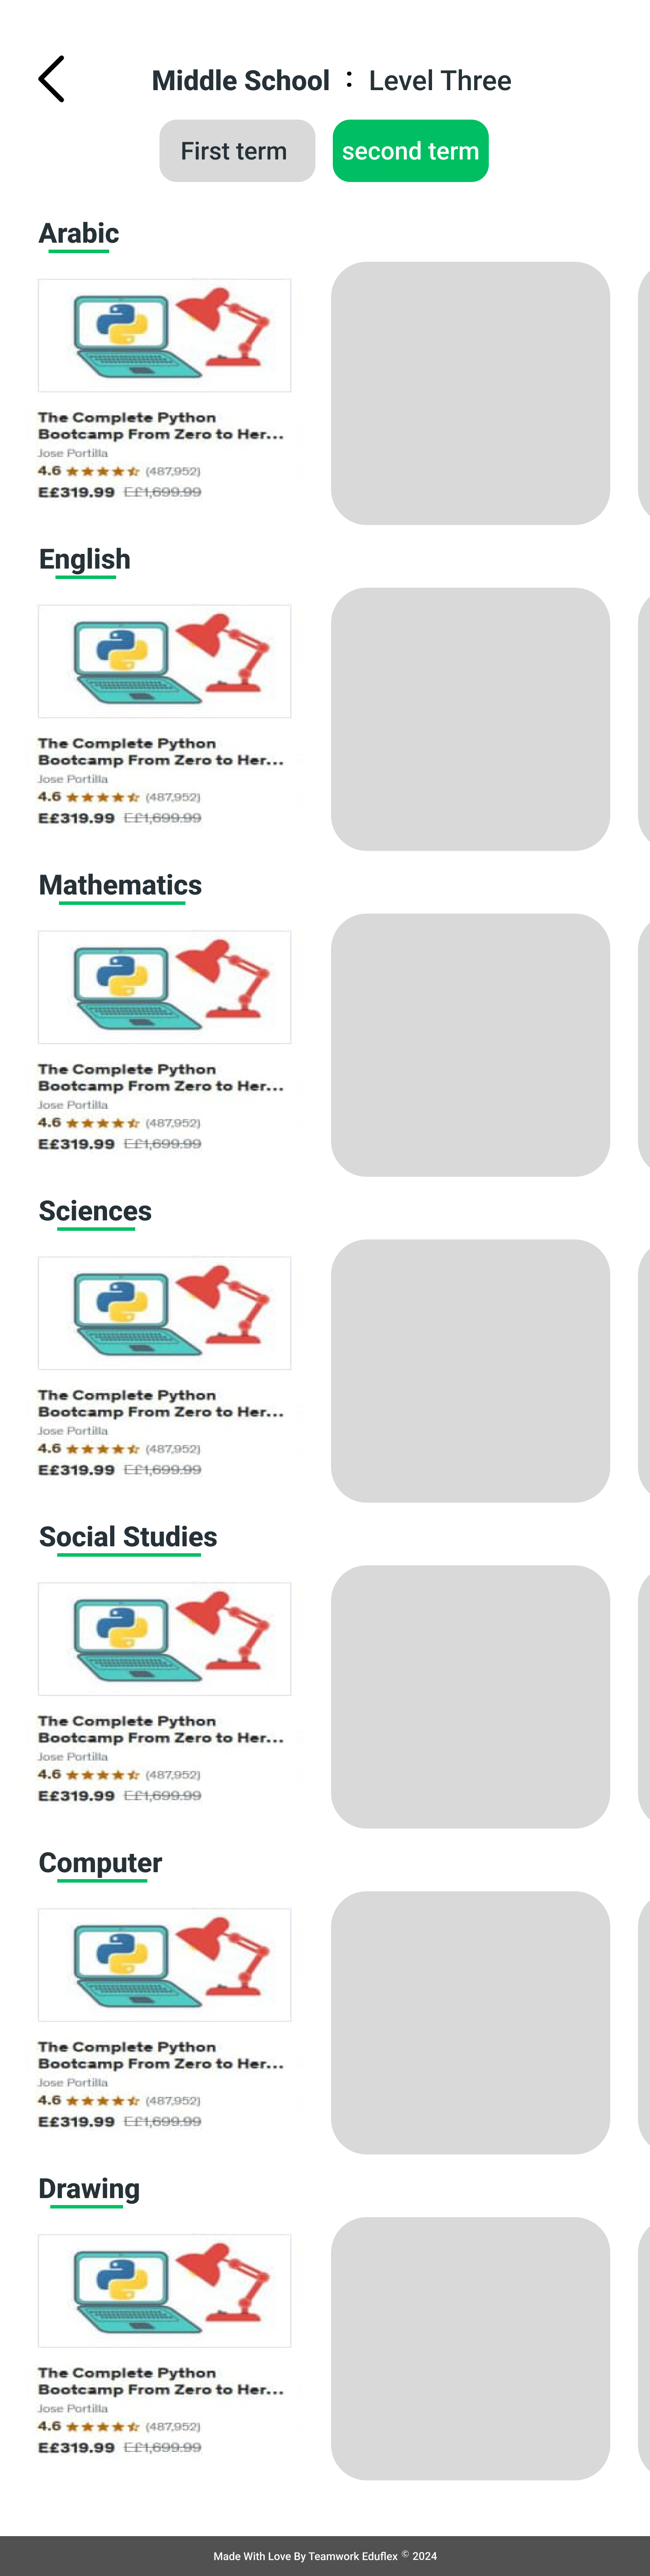 Middle School : Level Three
First term
second term
Arabic
The Complete Python
Bootcamp From Zero to Her...
Jose Portilla
4.6 (487,952)
E£319.99 E£1,699.99
English
The Complete Python
Bootcamp From Zero to Her...
Jose Portilla
4.6 (487,952)
E£319.99 E£1,699.99
Mathematics
The Complete Python
Bootcamp From Zero to Her...
Jose Portilla
4.6 (487,952)
E£319.99 E£1,699.99
Sciences
The Complete Python
Bootcamp From Zero to Her...
Jose Portilla
4.6 (487,952)
E£319.99 E£1,699.99
Social Studies
The Complete Python
Bootcamp From Zero to Her...
Jose Portilla
4.6 (487,952)
E£319.99 E£1,699.99
Computer
The Complete Python
Bootcamp From Zero to Her...
Jose Portilla
4.6 (487,952)
E£319.99 E£1,699.99
Drawing
The Complete Python
Bootcamp From Zero to Her...
Jose Portilla
4.6 (487,952)
E£319.99 E£1,699.99
Made With Love By Teamwork Eduflex © 2024